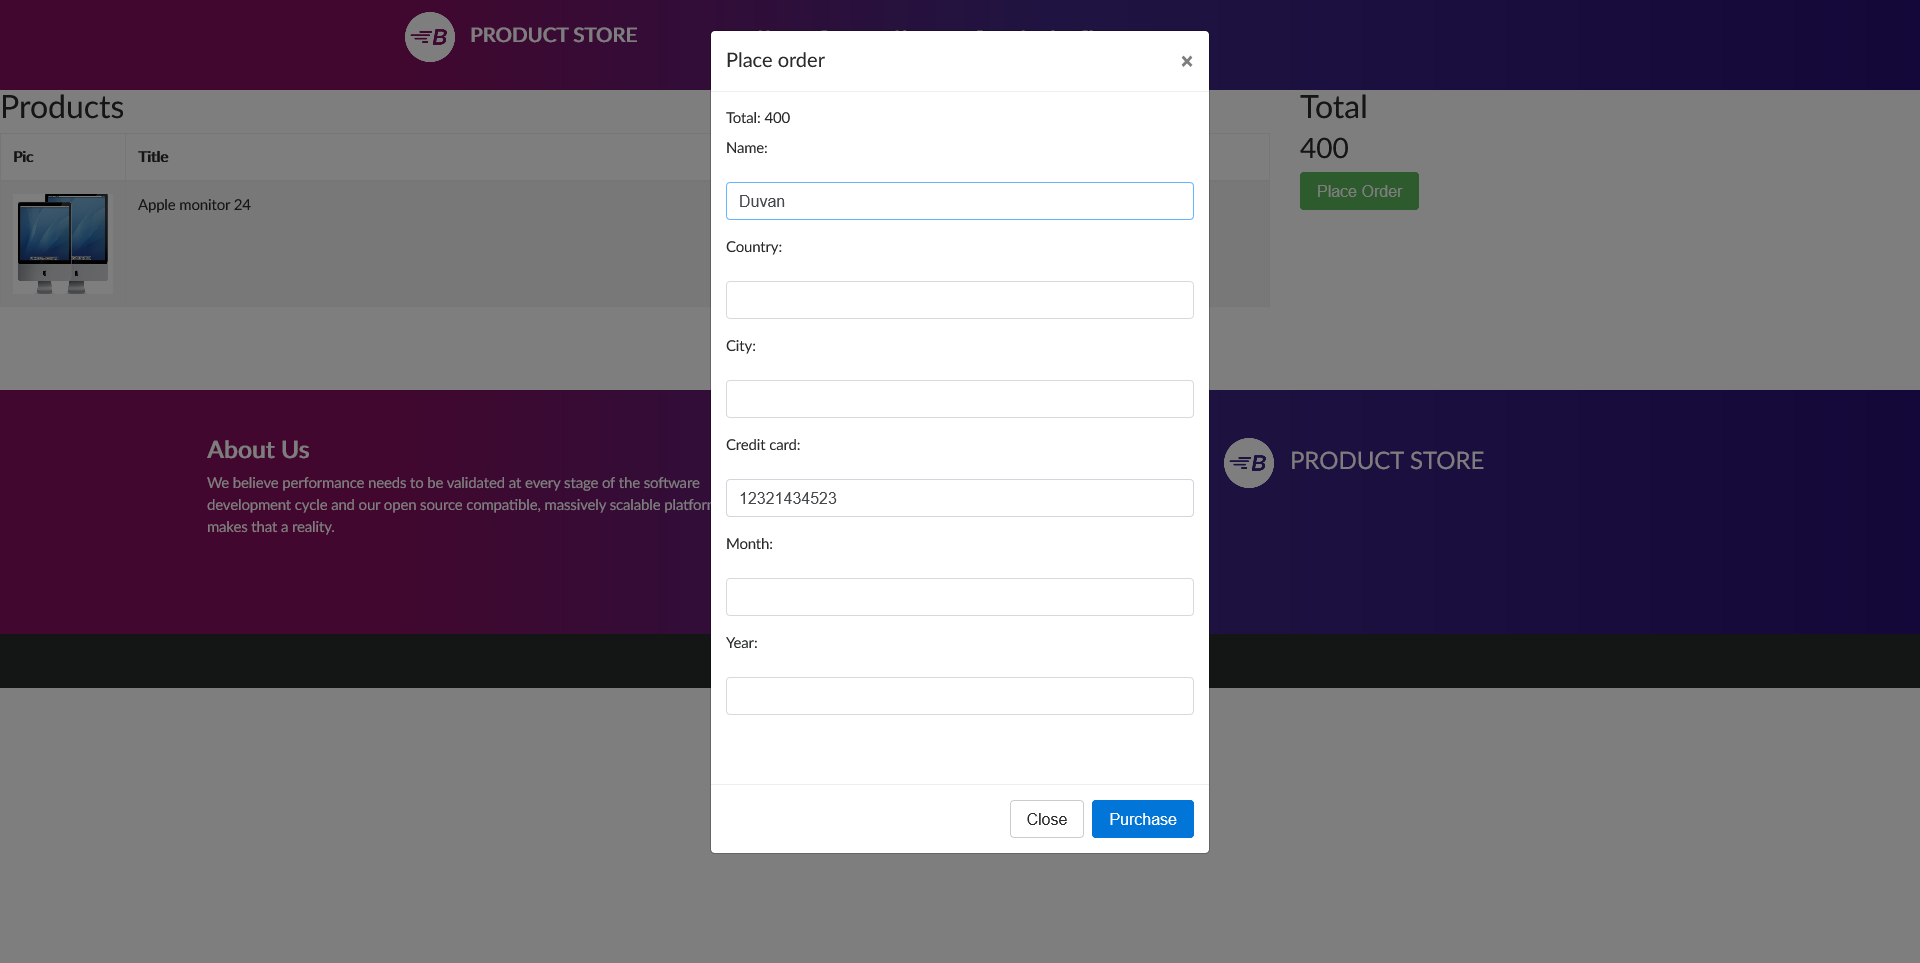 B PRODUCT STORE
Place order
×
Products
Total
400
Place Order
Pic
Title
Apple monitor 24
Total: 400
Name:
Duvan
Country:
City:
Credit card:
12321434523
Month:
Year:
Close
Purchase
About Us
We believe performance needs to be validated at every stage of the software
development cycle and our open source compatible, massively scalable
makes that a reality.
B PRODUCT STORE